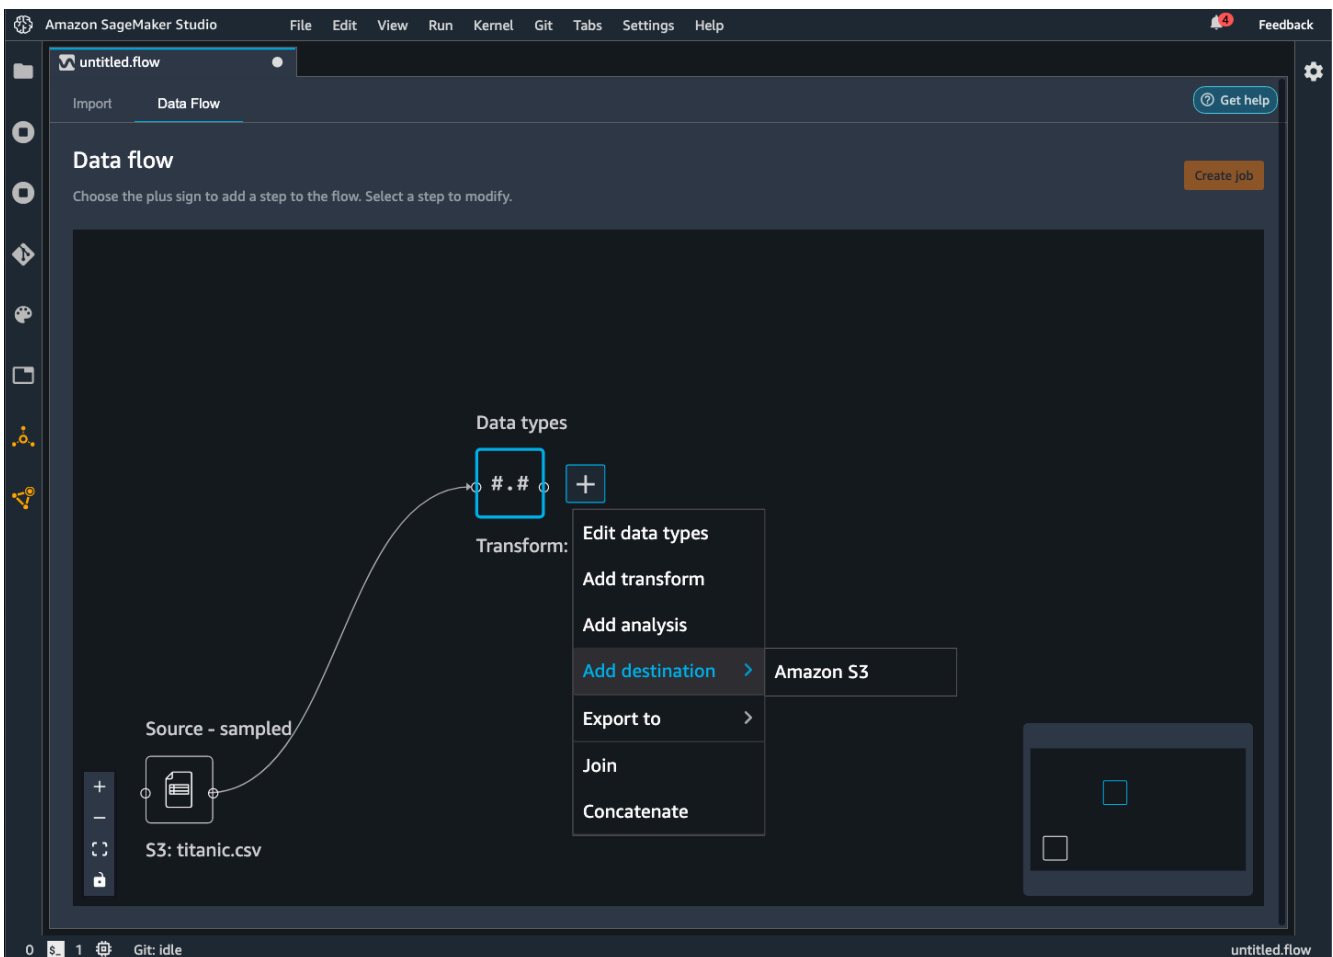 Amazon SageMaker Studio File Edit View Run Kernel Git Tabs Settings Help 4 Feedback
untitled.flow
Import Data Flow Get help
Data flow
Create job
Choose the plus sign to add a step to the flow. Select a step to modify.
Data types
#.#
Transform:
Edit data types
Add transform
Add analysis
Add destination
Amazon S3
Export to
Join
Concatenate
Source - sampled
S3: titanic.csv
0 $_ 1 Git: idle untitled.flow